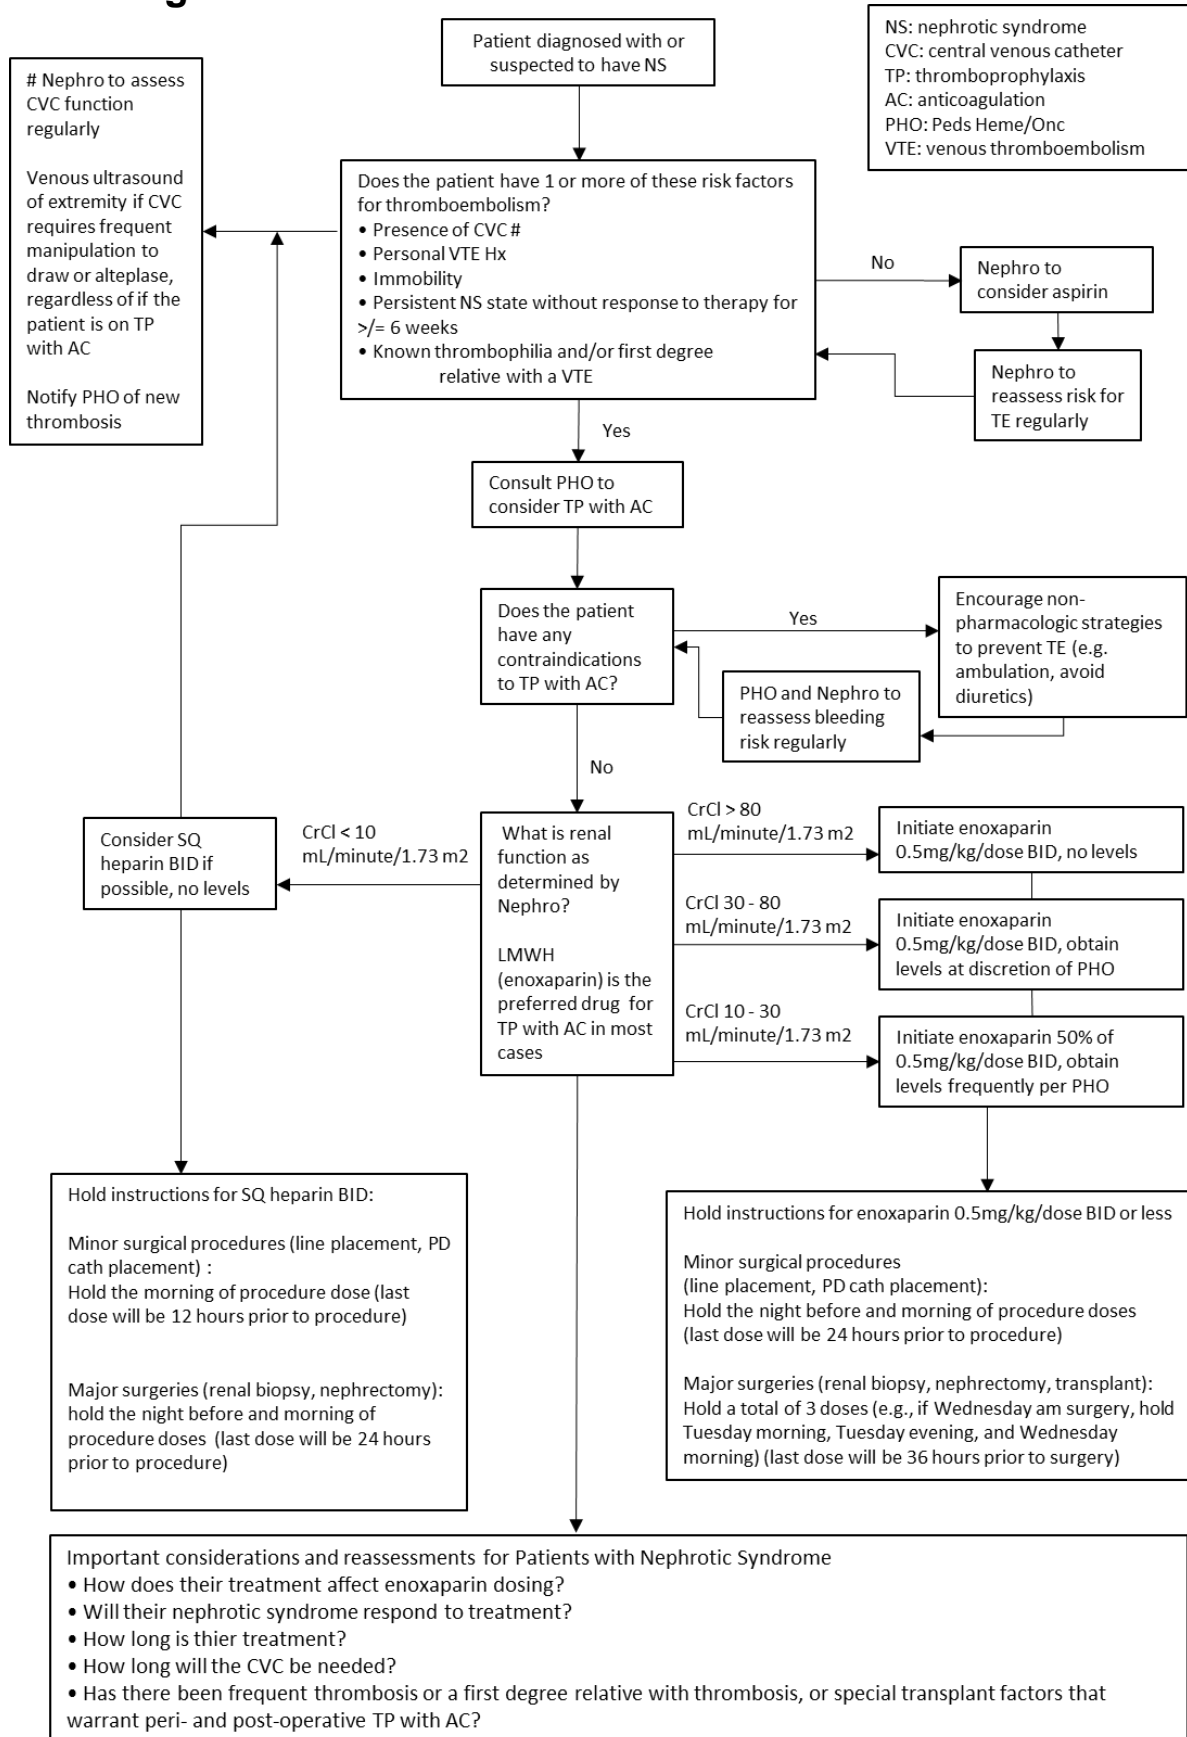 Patient diagnosed with or
suspected to have NS
NS: nephrotic syndrome
CVC: central venous catheter
TP: thromboprophylaxis
AC: anticoagulation
PHO: Peds Heme/Onc
VTE: venous thromboembolism
# Nephro to assess
CVC function
regularly
Venous ultrasound
of extremity if CVC
requires frequent
manipulation to
draw or alteplase,
regardless of if the
patient is on TP
with AC
Notify PHO of new
thrombosis
Does the patient have 1 or more of these risk factors
for thromboembolism?
• Presence of CVC #
• Personal VTE Hx
• Immobility
• Persistent NS state without response to therapy for
>/= 6 weeks
• Known thrombophilia and/or first degree
relative with a VTE
No
Nephro to
consider aspirin
Nephro to
reassess risk for
TE regularly
Yes
Consult PHO to
consider TP with AC
Does the patient
have any
contraindications
to TP with AC?
Yes
Encourage non-
pharmacologic strategies
to prevent TE (e.g.
ambulation, avoid
diuretics)
PHO and Nephro to
reassess bleeding
risk regularly
No
What is renal
function as
determined by
Nephro?
LMWH
(enoxaparin) is the
preferred drug for
TP with AC in most
cases
CrCl < 10
mL/minute/1.73 m2
Consider SQ
heparin BID if
possible, no levels
CrCl > 80
mL/minute/1.73 m2
Initiate enoxaparin
0.5mg/kg/dose BID, no levels
CrCl 30 - 80
mL/minute/1.73 m2
Initiate enoxaparin
0.5mg/kg/dose BID, obtain
levels at discretion of PHO
CrCl 10 - 30
mL/minute/1.73 m2
Initiate enoxaparin 50% of
0.5mg/kg/dose BID, obtain
levels frequently per PHO
Hold instructions for SQ heparin BID:
Minor surgical procedures (line placement, PD
cath placement) :
Hold the morning of procedure dose (last
dose will be 12 hours prior to procedure)
Major surgeries (renal biopsy, nephrectomy):
hold the night before and morning of
procedure doses (last dose will be 24 hours
prior to procedure)
Hold instructions for enoxaparin 0.5mg/kg/dose BID or less
Minor surgical procedures
(line placement, PD cath placement):
Hold the night before and morning of procedure doses
(last dose will be 24 hours prior to procedure)
Major surgeries (renal biopsy, nephrectomy, transplant):
Hold a total of 3 doses (e.g., if Wednesday am surgery, hold
Tuesday morning, Tuesday evening, and Wednesday
morning) (last dose will be 36 hours prior to surgery)
Important considerations and reassessments for Patients with Nephrotic Syndrome
• How does their treatment affect enoxaparin dosing?
• Will their nephrotic syndrome respond to treatment?
• How long is thier treatment?
• How long will the CVC be needed?
• Has there been frequent thrombosis or a first degree relative with thrombosis, or special transplant factors that
warrant peri- and post-operative TP with AC?